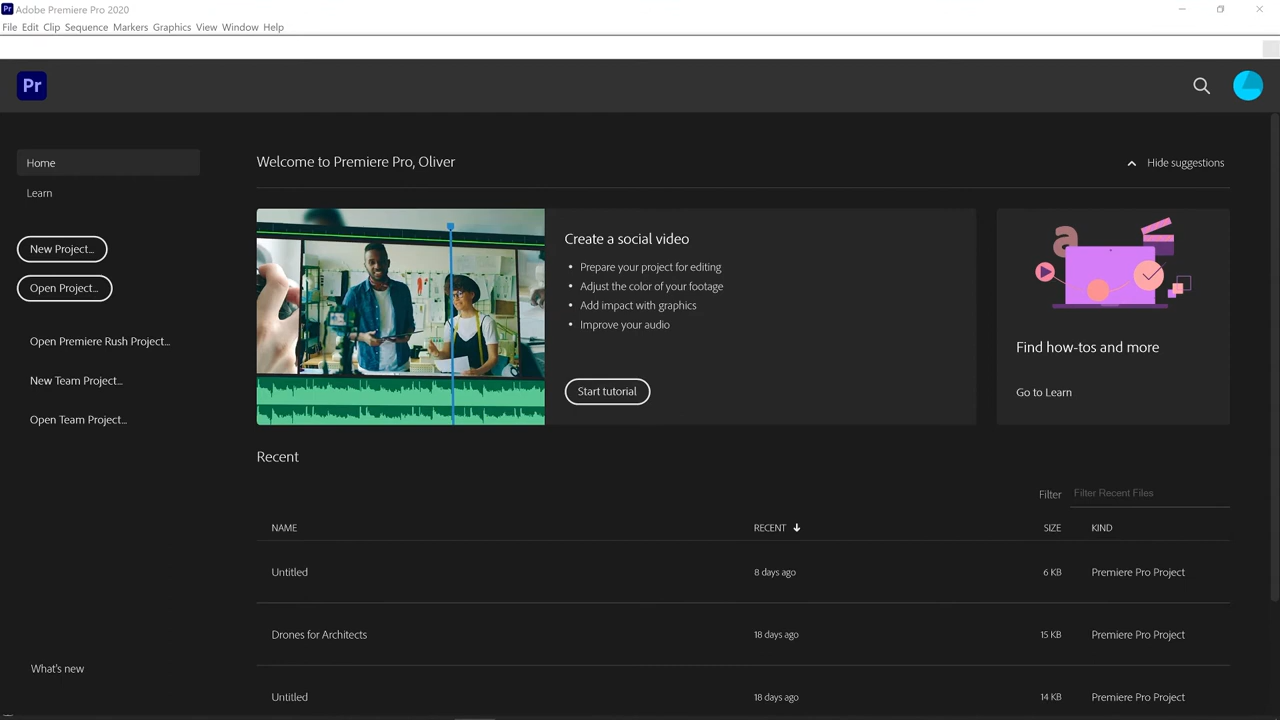 Pr Adobe Premiere Pro 2020
File Edit Clip Sequence Markers Graphics View Window Help
Pr
Home
Learn
New Project...
Open Project...
Open Premiere Rush Project...
New Team Project...
Open Team Project...
What's new
Welcome to Premiere Pro, Oliver
Hide suggestions
Create a social video
• Prepare your project for editing
• Adjust the color of your footage
• Add impact with graphics
• Improve your audio
Start tutorial
a
Find how-tos and more
Go to Learn
Recent
Filter Filter Recent Files
NAME RECENT SIZE KIND
Untitled 8 days ago 6 KB Premiere Pro Project
Drones for Architects 18 days ago 15 KB Premiere Pro Project
Untitled 18 days ago 14 KB Premiere Pro Project